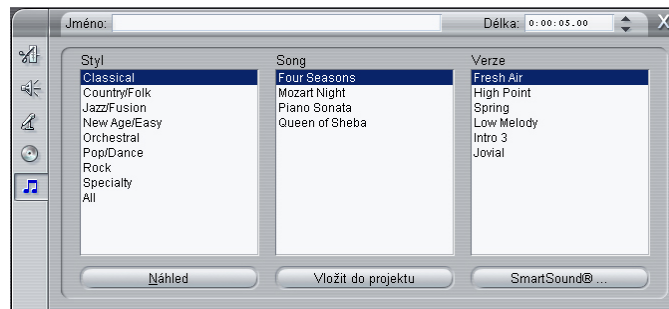 Jméno: Délka: 0:00:05.00 X
Styl
Classical
Country/Folk
Jazz/Fusion
New Age/Easy
Orchestral
Pop/Dance
Rock
Specialty
All
Song
Four Seasons
Mozart Night
Piano Sonata
Queen of Sheba
Verze
Fresh Air
High Point
Spring
Low Melody
Intro 3
Jovial
Náhled Vložit do projektu SmartSound® ...